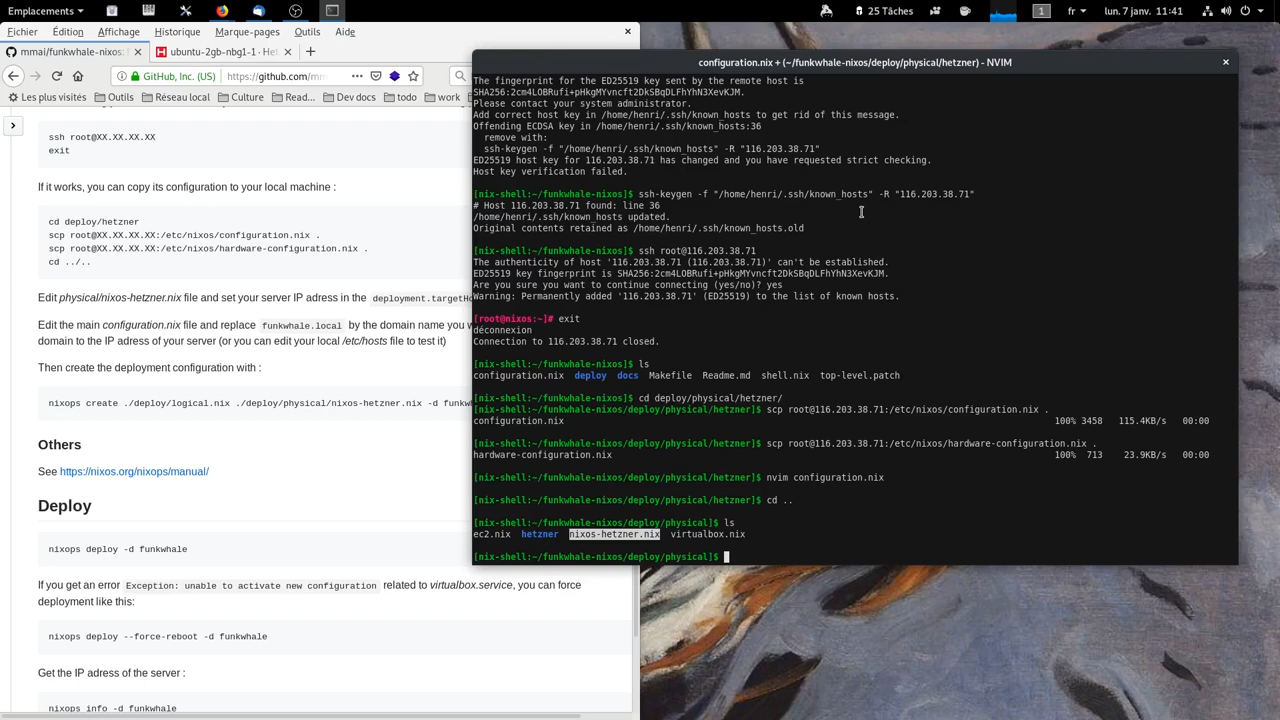 Emplacements
25 Tâches
1
fr
lun. 7 janv. 11:41
Fichier Édition Affichage Historique Marque-pages Outils Aide
mmai/funkwhale-nixos:
ubuntu-2gb-nbg1-1 · Het
GitHub, Inc. (US)
https://github.com/mm
Les plus visités Outils Réseau local Culture Read... Dev docs todo work
ssh root@XX.XX.XX.XX
exit
If it works, you can copy its configuration to your local machine :
cd deploy/hetzner
scp root@XX.XX.XX.XX:/etc/nixos/configuration.nix .
scp root@XX.XX.XX.XX:/etc/nixos/hardware-configuration.nix .
cd ../..
Edit physical/nixos-hetzner.nix file and set your server IP adress in the deployment.targetHo
Edit the main configuration.nix file and replace funkwhale.local by the domain name you
domain to the IP adress of your server (or you can edit your local /etc/hosts file to test it)
Then create the deployment configuration with :
nixops create ./deploy/logical.nix ./deploy/physical/nixos-hetzner.nix -d funkwh
Others
See https://nixos.org/nixops/manual/
Deploy
nixops deploy -d funkwhale
If you get an error Exception: unable to activate new configuration related to virtualbox.service, you can force
deployment like this:
nixops deploy --force-reboot -d funkwhale
Get the IP adress of the server :
nixops info -d funkwhale
configuration.nix + (~/funkwhale-nixos/deploy/physical/hetzner) - NVIM
The fingerprint for the ED25519 key sent by the remote host is
SHA256:2cm4LOBRufi+pHkgMYvncft2DkSBqDLFhYhN3XevKJM.
Please contact your system administrator.
Add correct host key in /home/henri/.ssh/known_hosts to get rid of this message.
Offending ECDSA key in /home/henri/.ssh/known_hosts:36
remove with:
ssh-keygen -f "/home/henri/.ssh/known_hosts" -R "116.203.38.71"
ED25519 host key for 116.203.38.71 has changed and you have requested strict checking.
Host key verification failed.
[nix-shell:~/funkwhale-nixos]$ ssh-keygen -f "/home/henri/.ssh/known_hosts" -R "116.203.38.71"
# Host 116.203.38.71 found: line 36
/home/henri/.ssh/known_hosts updated.
Original contents retained as /home/henri/.ssh/known_hosts.old
[nix-shell:~/funkwhale-nixos]$ ssh root@116.203.38.71
The authenticity of host '116.203.38.71 (116.203.38.71)' can't be established.
ED25519 key fingerprint is SHA256:2cm4LOBRufi+pHkgMYvncft2DkSBqDLFhYhN3XevKJM.
Are you sure you want to continue connecting (yes/no)? yes
Warning: Permanently added '116.203.38.71' (ED25519) to the list of known hosts.
[root@nixos:~]# exit
déconnexion
Connection to 116.203.38.71 closed.
[nix-shell:~/funkwhale-nixos]$ ls
configuration.nix deploy docs Makefile Readme.md shell.nix top-level.patch
[nix-shell:~/funkwhale-nixos]$ cd deploy/physical/hetzner/
[nix-shell:~/funkwhale-nixos/deploy/physical/hetzner]$ scp root@116.203.38.71:/etc/nixos/configuration.nix .
configuration.nix 100% 3458 115.4KB/s 00:00
[nix-shell:~/funkwhale-nixos/deploy/physical/hetzner]$ scp root@116.203.38.71:/etc/nixos/hardware-configuration.nix .
hardware-configuration.nix 100% 713 23.9KB/s 00:00
[nix-shell:~/funkwhale-nixos/deploy/physical/hetzner]$ nvim configuration.nix
[nix-shell:~/funkwhale-nixos/deploy/physical/hetzner]$ cd ..
[nix-shell:~/funkwhale-nixos/deploy/physical]$ ls
ec2.nix hetzner nixos-hetzner.nix virtualbox.nix
[nix-shell:~/funkwhale-nixos/deploy/physical]$